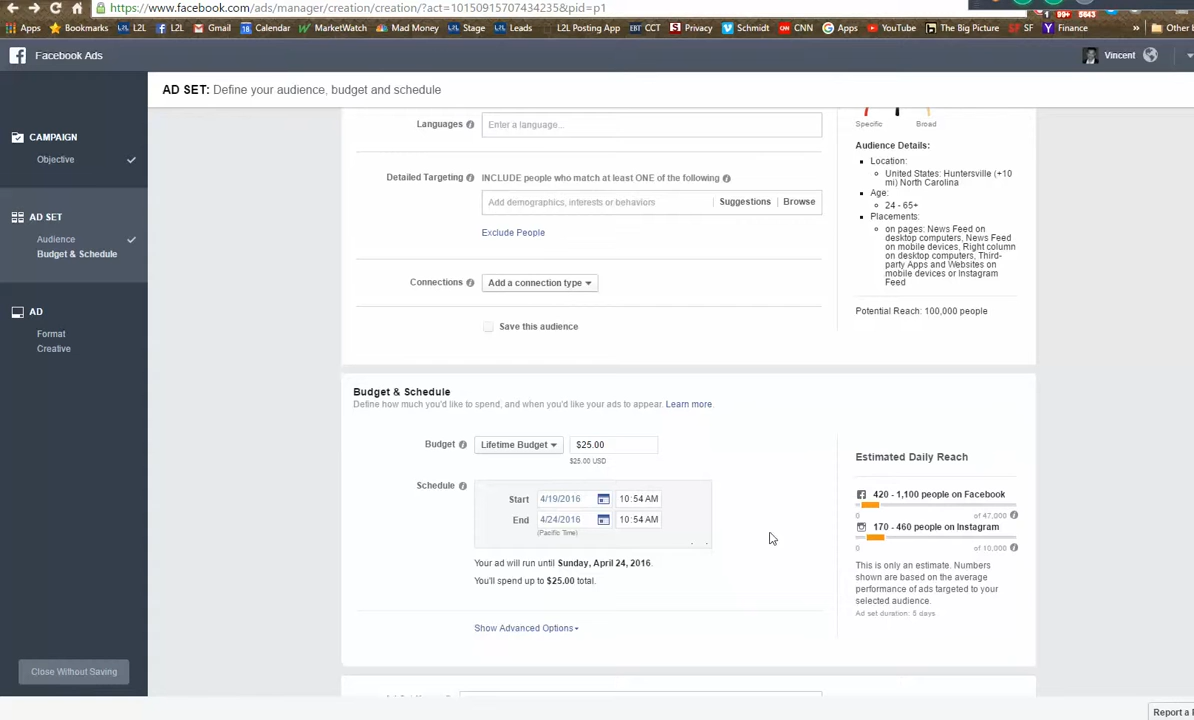 https://www.facebook.com/ads/manager/creation/creation/?act=10150915707434235&pid=p1
1 99+ 5643
Apps Bookmarks L2L L2L Gmail 18 Calendar MarketWatch Mad Money Stage Leads L2L Posting App EBT CCT S Privacy Schmidt CNN Apps YouTube The Big Picture SF SF Y Finance » Other b
Facebook Ads
Vincent
AD SET: Define your audience, budget and schedule
CAMPAIGN
Objective
AD SET
Audience
Budget & Schedule
AD
Format
Creative
Close Without Saving
Languages
Enter a language...
Detailed Targeting
INCLUDE people who match at least ONE of the following
Add demographics, interests or behaviors
Suggestions
Browse
Exclude People
Connections
Add a connection type
Save this audience
Specific
Broad
Audience Details:
Location:
United States: Huntersville (+10
mi) North Carolina
Age:
24 - 65+
Placements:
on pages: News Feed on
desktop computers, News Feed
on mobile devices, Right column
on desktop computers, Third-
party Apps and Websites on
mobile devices or Instagram
Feed
Potential Reach: 100,000 people
Budget & Schedule
Define how much you'd like to spend, and when you'd like your ads to appear. Learn more.
Budget
Lifetime Budget
$25.00
$25.00 USD
Schedule
Start 4/19/2016 10:54 AM
End 4/24/2016 10:54 AM
(Pacific Time)
Your ad will run until Sunday, April 24, 2016.
You'll spend up to $25.00 total.
Show Advanced Options
Estimated Daily Reach
420 - 1,100 people on Facebook
0 of 47,000
170 - 460 people on Instagram
0 of 10,000
This is only an estimate. Numbers
shown are based on the average
performance of ads targeted to your
selected audience.
Ad set duration: 5 days
Report a